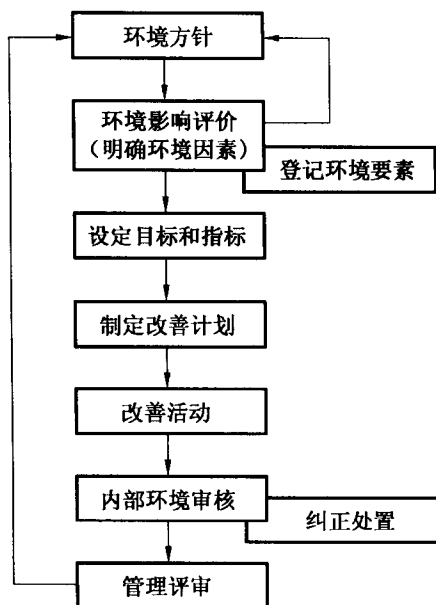 环境方针
环境影响评价
（明确环境因素）
登记环境要素
设定目标和指标
制定改善计划
改善活动
内部环境审核
纠正处置
管理评审